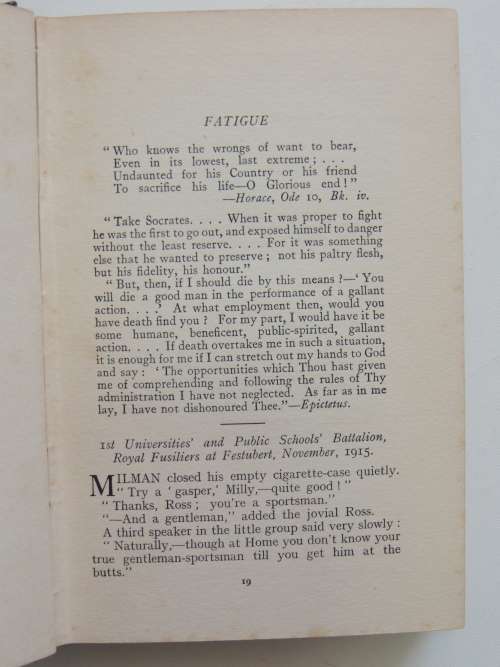 FATIGUE
“Who knows the wrongs of want to bear,
Even in its lowest, last extreme; . . .
Undaunted for his Country or his friend
To sacrifice his life—O Glorious end!”
—Horace, Ode 10, Bk. iv.
“Take Socrates. . . . When it was proper to fight
he was the first to go out, and exposed himself to danger
without the least reserve. . . . For it was something
else that he wanted to preserve; not his paltry flesh,
but his fidelity, his honour.”
“But, then, if I should die by this means?—‘You
will die a good man in the performance of a gallant
action. . . .’ At what employment then, would you
have death find you? For my part, I would have it be
some humane, beneficent, public-spirited, gallant
action. . . . If death overtakes me in such a situation,
it is enough for me if I can stretch out my hands to God
and say: ‘The opportunities which Thou hast given
me of comprehending and following the rules of Thy
administration I have not neglected. As far as in me
lay, I have not dishonoured Thee.”—Epictetus.
1st Universities’ and Public Schools’ Battalion,
Royal Fusiliers at Festubert, November, 1915.
MILMAN closed his empty cigarette-case quietly.
“Try a ‘gasper,’ Milly,—quite good!”
“Thanks, Ross; you’re a sportsman.”
“—And a gentleman,” added the jovial Ross.
A third speaker in the little group said very slowly:
“Naturally,—though at Home you don’t know your
true gentleman-sportsman till you get him at the
butts.”
19